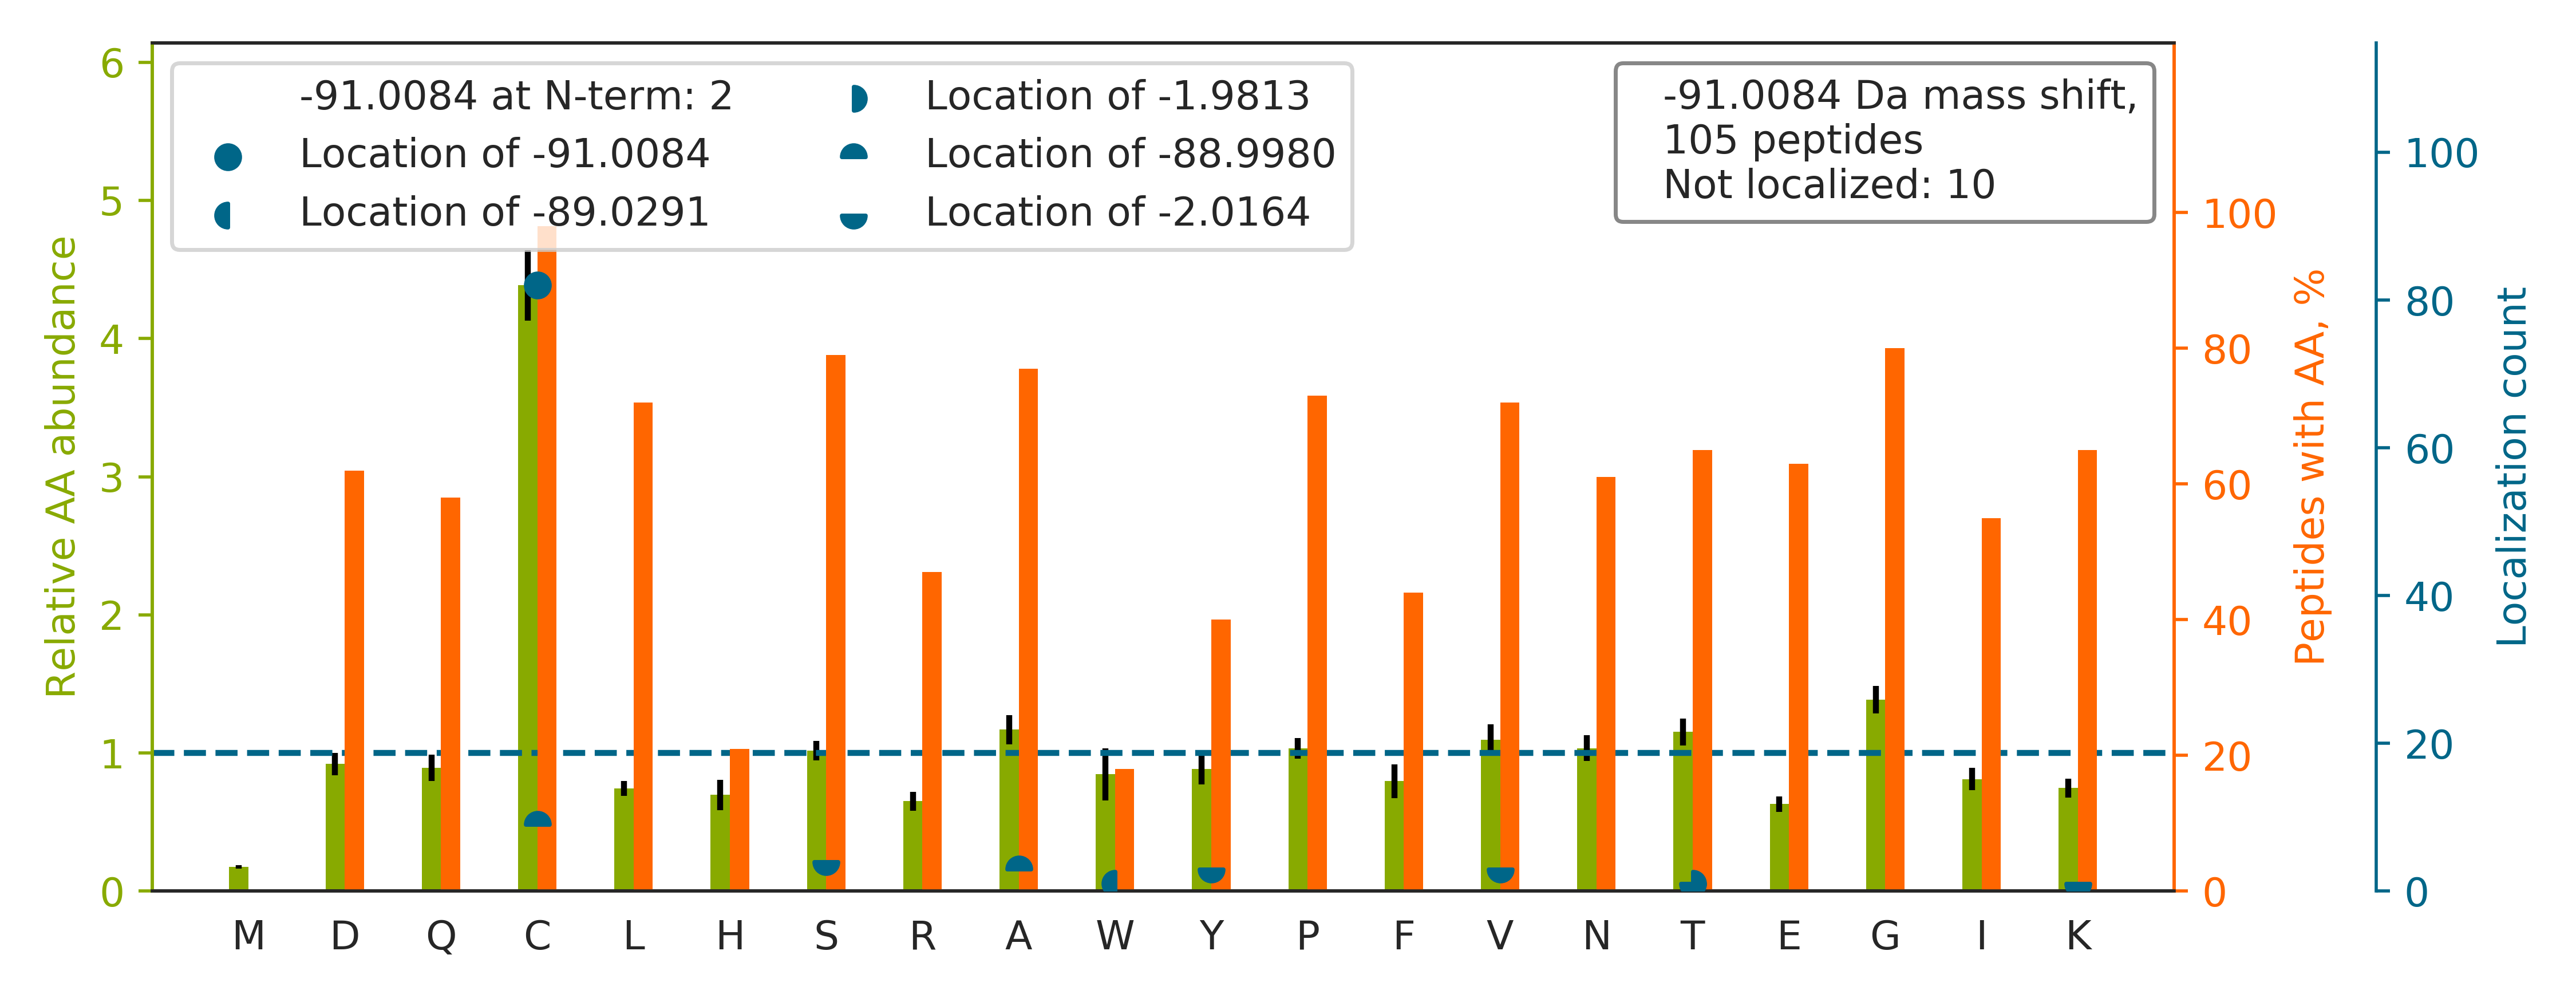 -91.0084 at N-term: 2
Location of -91.0084
Location of -89.0291
Location of -1.9813
Location of -88.9980
Location of -2.0164
-91.0084 Da mass shift,
105 peptides
Not localized: 10
Relative AA abundance
6
5
4
3
2
1
0
100
80
60
40
20
0
Peptides with AA, %
100
80
60
40
20
0
Localization count
M D Q C L H S R A W Y P F V N T E G I K